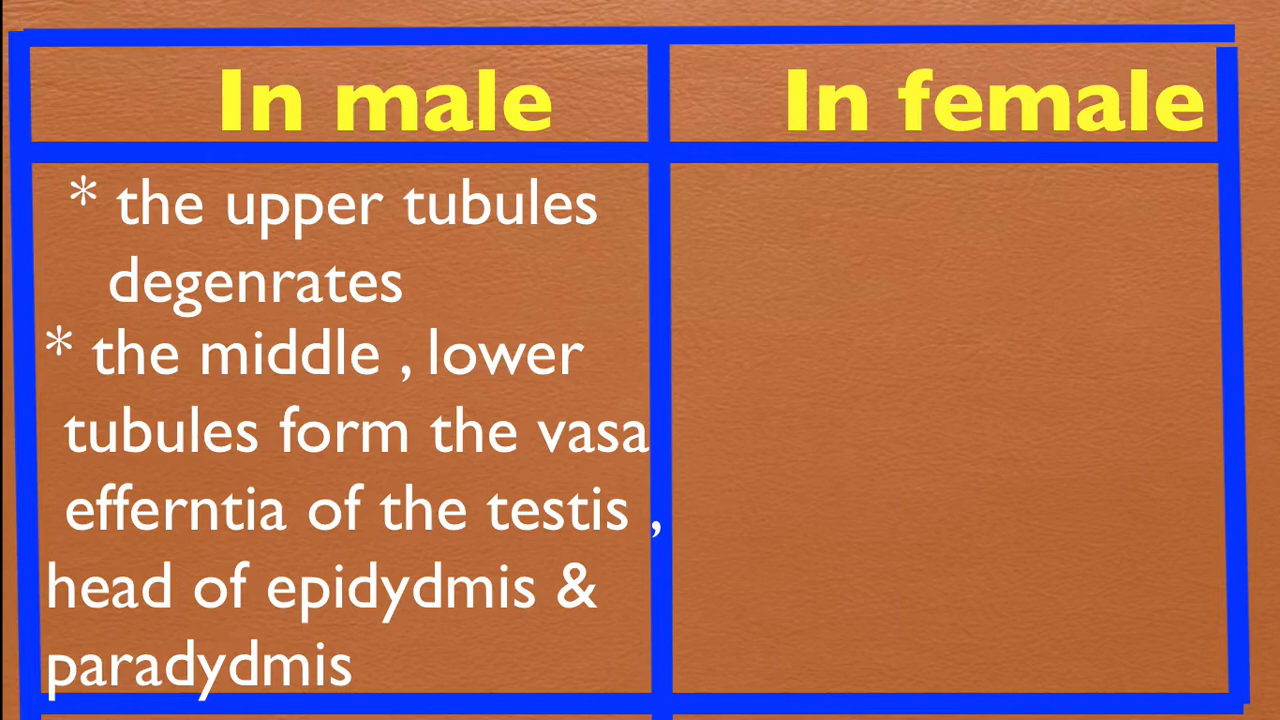 In male
In female
* the upper tubules
degenrates
* the middle , lower
tubules form the vasa
efferntia of the testis ,
head of epidydmis &
paradydmis